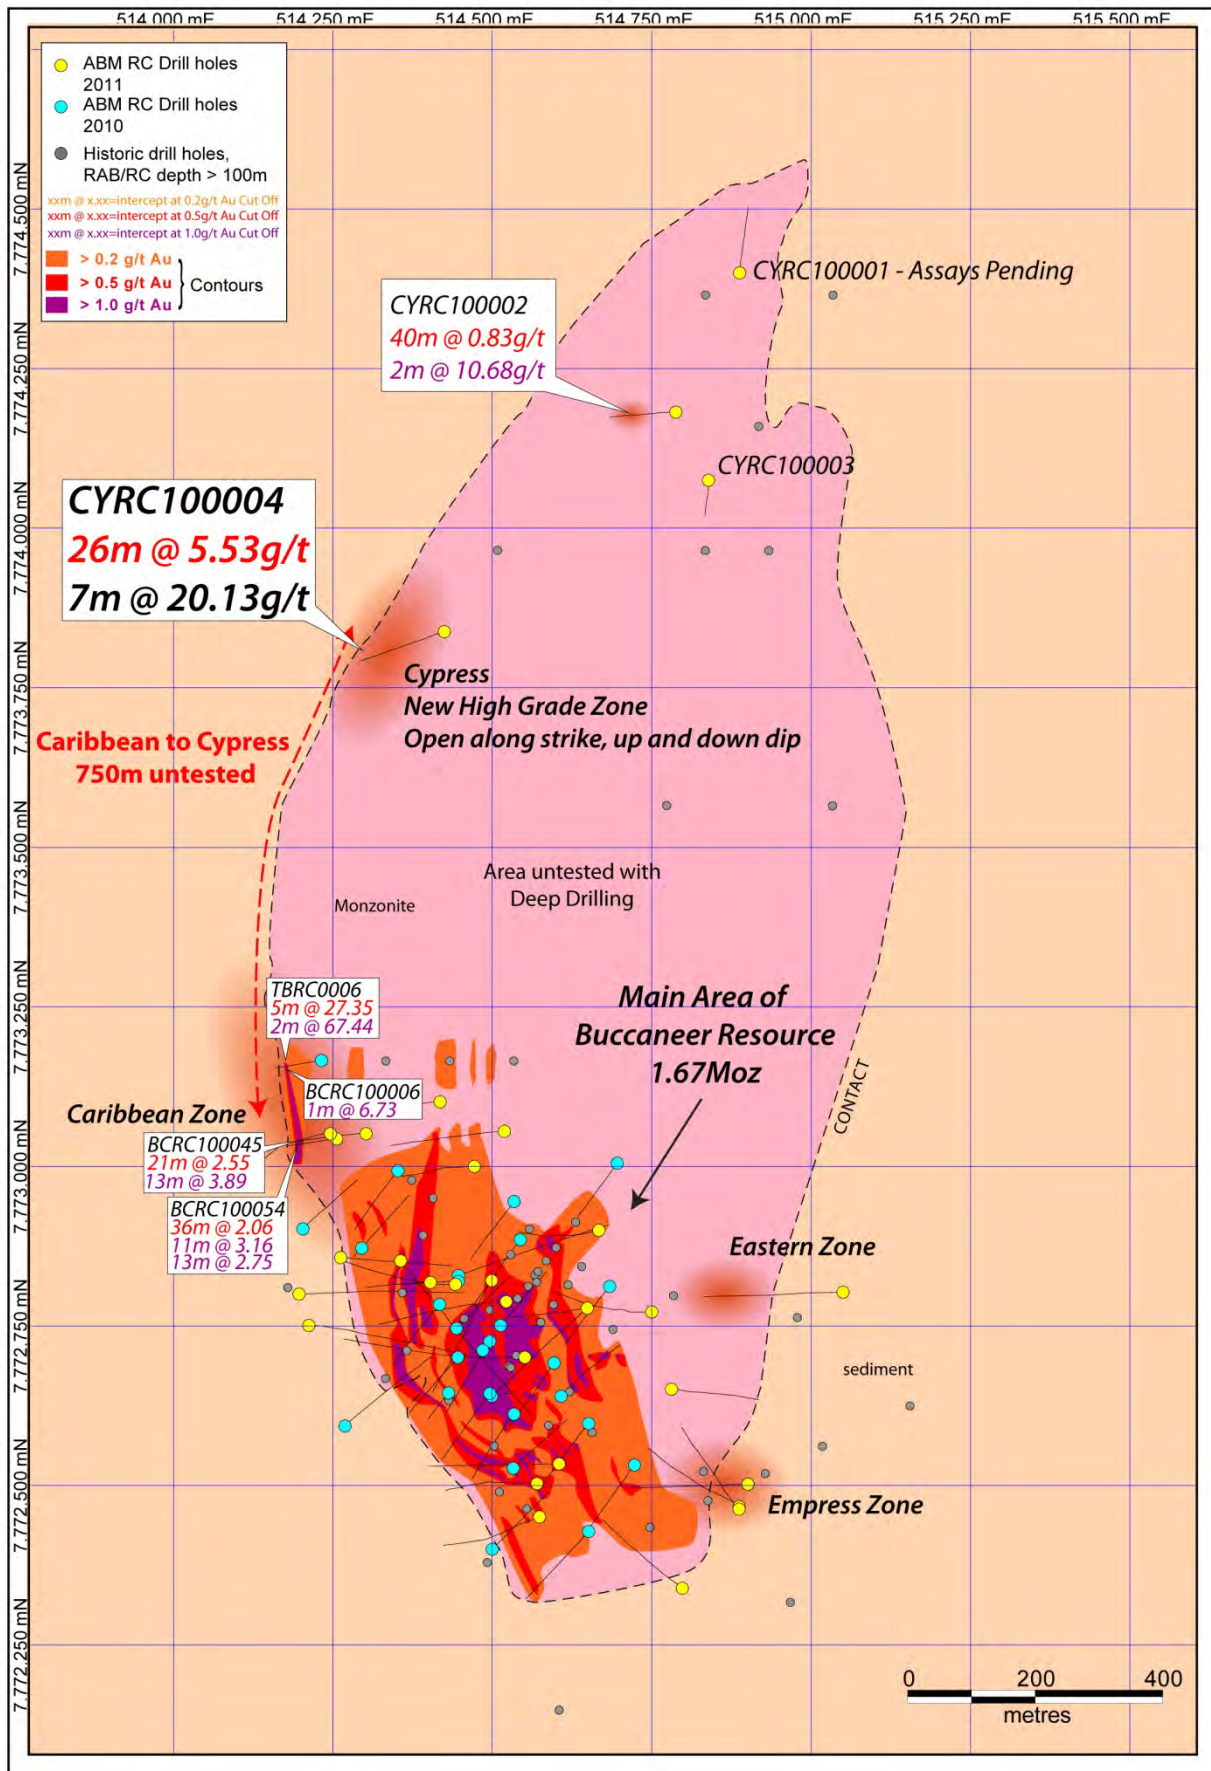 514.000 mE 514.250 mE 514.500 mE 514.750 mE 515.000 mE 515.250 mE 515.500 mE
ABM RC Drill holes
2011
ABM RC Drill holes
2010
Historic drill holes,
RAB/RC depth > 100m
xxm @ x.xx=intercept at 0.2g/t Au Cut Off
xxm @ x.xx=intercept at 0.5g/t Au Cut Off
xxm @ x.xx=intercept at 1.0g/t Au Cut Off
> 0.2 g/t Au
> 0.5 g/t Au
> 1.0 g/t Au
Contours
7.774.500 mN
7.774.250 mN
7.774.000 mN
7.773.750 mN
7.773.500 mN
7.773.250 mN
7.773.000 mN
7.772.750 mN
7.772.500 mN
7.772.250 mN
CYRC100001 - Assays Pending
CYRC100002
40m @ 0.83g/t
2m @ 10.68g/t
CYRC100003
CYRC100004
26m @ 5.53g/t
7m @ 20.13g/t
Cypress
New High Grade Zone
Open along strike, up and down dip
Caribbean to Cypress
750m untested
Area untested with
Deep Drilling
Monzonite
TBRC0006
5m @ 27.35
2m @ 67.44
Main Area of
Buccaneer Resource
1.67Moz
BCRC100006
1m @ 6.73
CONTACT
Caribbean Zone
BCRC100045
21m @ 2.55
13m @ 3.89
BCRC100054
36m @ 2.06
11m @ 3.16
13m @ 2.75
Eastern Zone
sediment
Empress Zone
0 200 400
metres